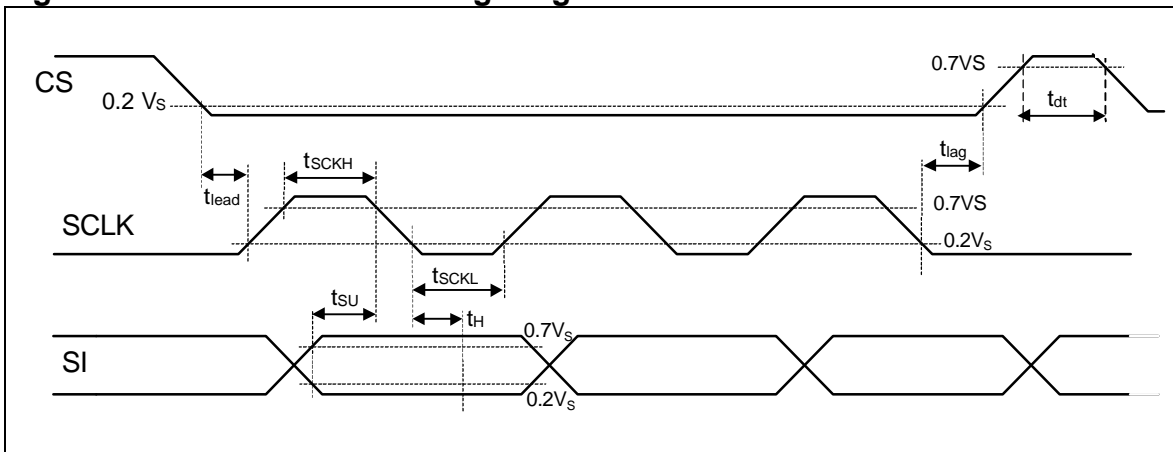 CS
0.2 VS
0.7VS
tdt
tlag
tlead
tSCKH
SCLK
0.7VS
0.2VS
tSCKL
tSU
tH
SI
0.7VS
0.2VS